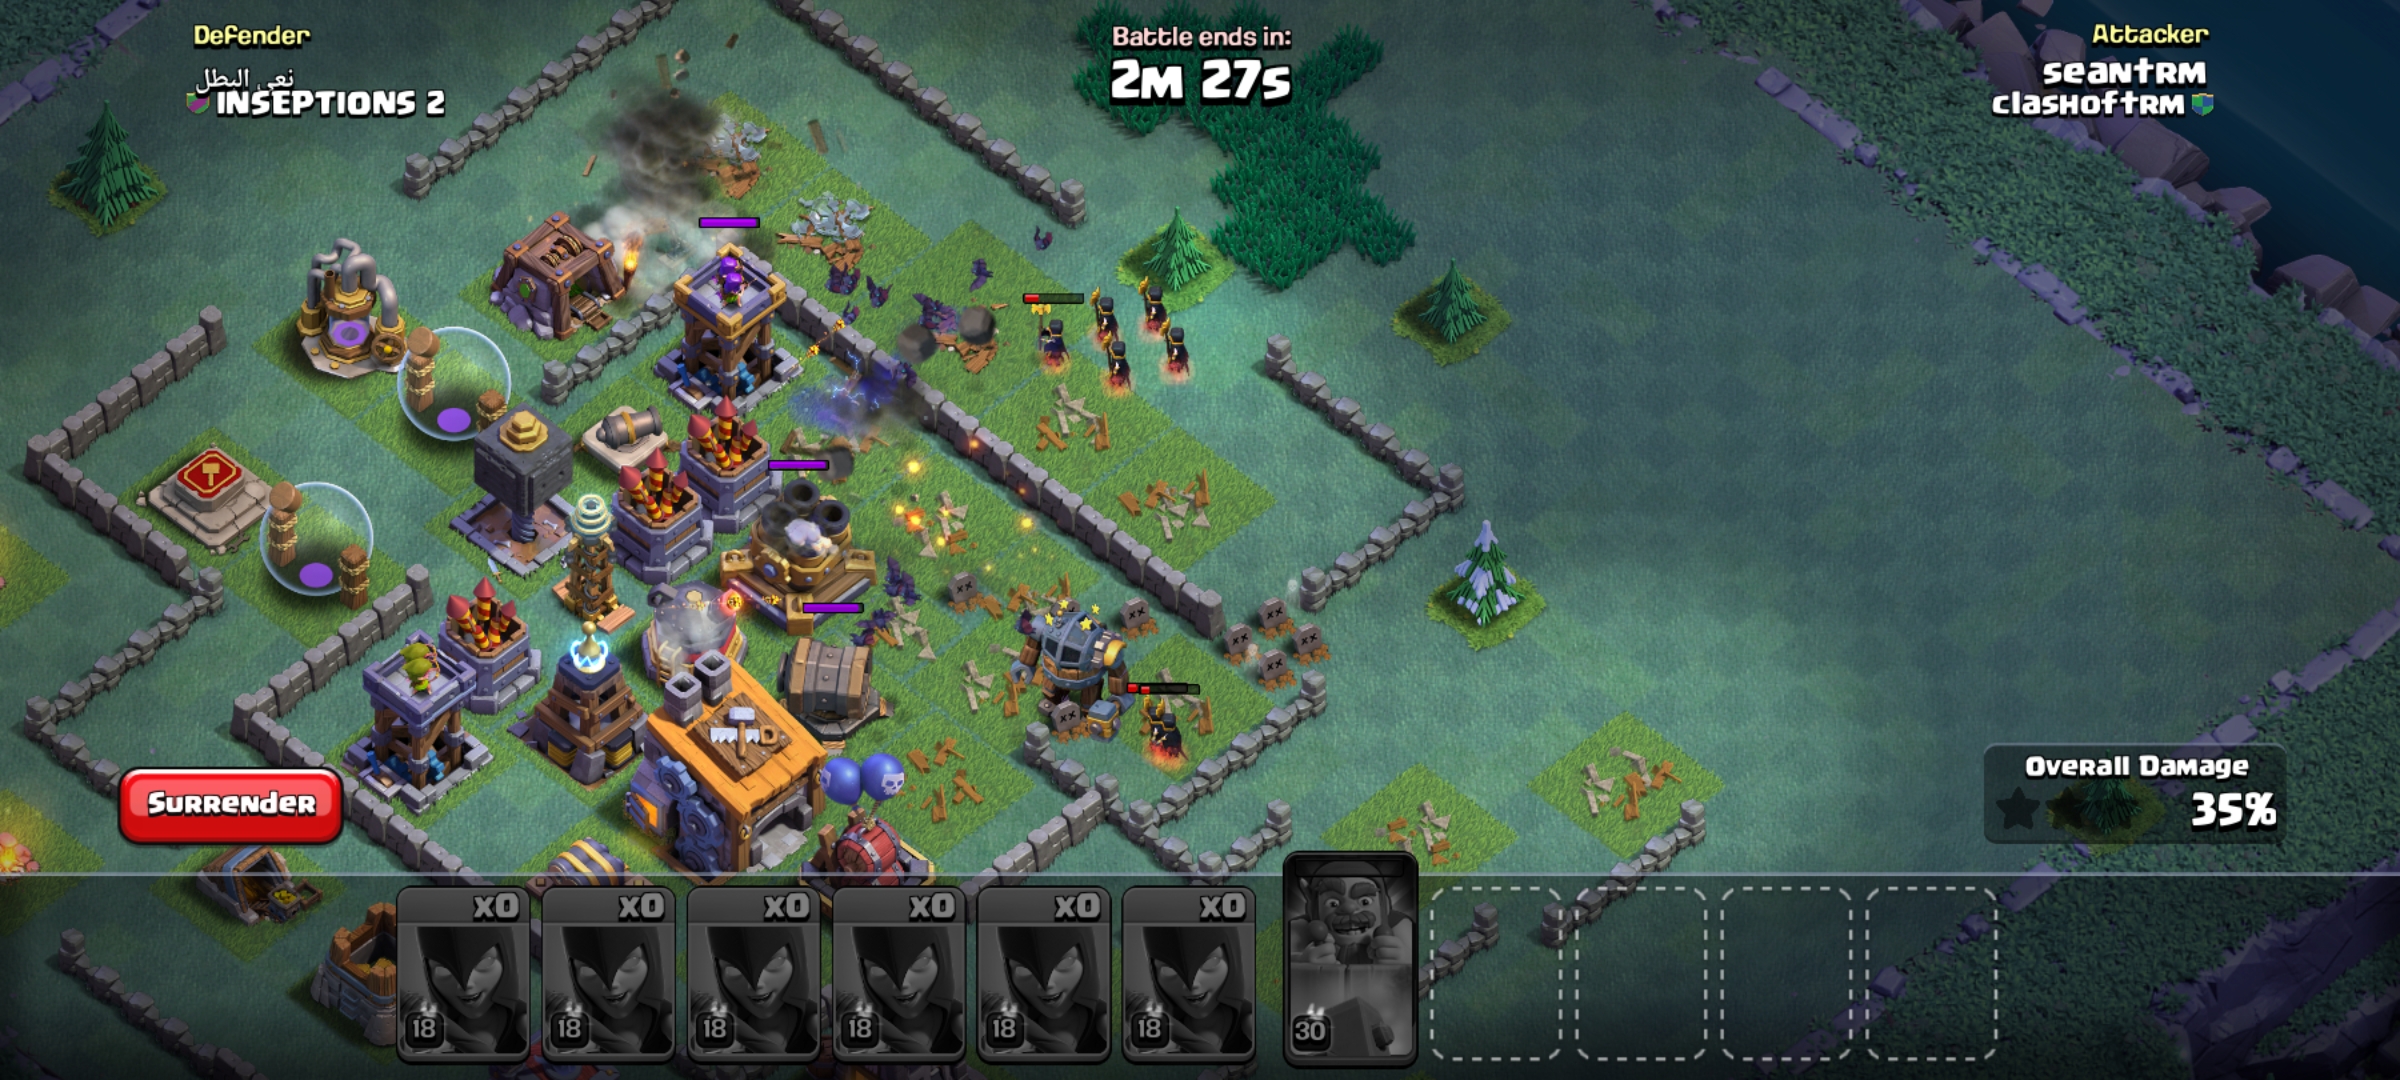 Defender
نعي البطل
INSEPTIONS 2
Battle ends in:
2M 27s
Attacker
seantRM
clashoftRM
Surrender
Overall Damage
35%
x0
x0
x0
x0
x0
x0
18
18
18
18
18
18
30